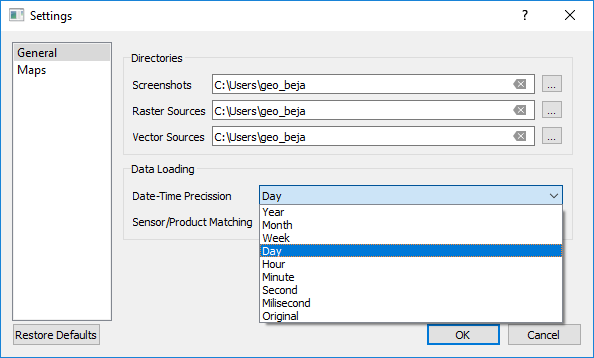 Settings
?
General
Maps
Directories
Screenshots C:\Users\geo_beja ...
Raster Sources C:\Users\geo_beja ...
Vector Sources C:\Users\geo_beja ...
Data Loading
Date-Time Precission Day
Sensor/Product Matching
Year
Month
Week
Day
Hour
Minute
Second
Milisecond
Original
Restore Defaults OK Cancel